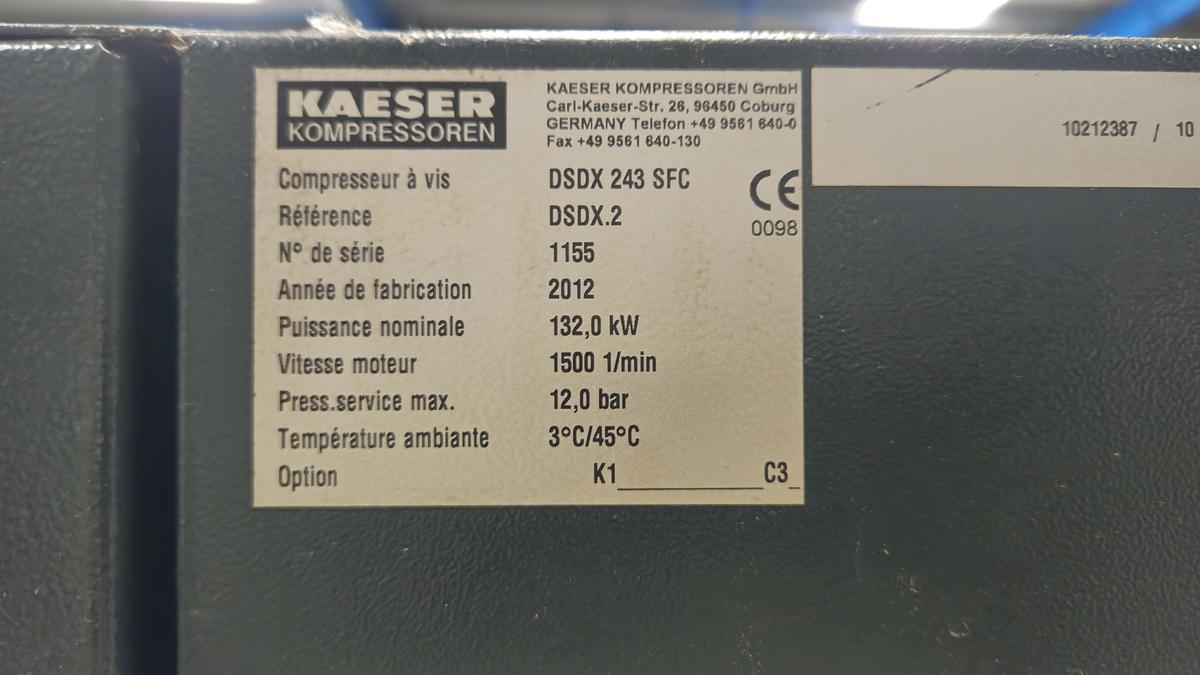 KAESER
KOMPRESSOREN
KAESER KOMPRESSOREN GmbH
Carl-Kaeser-Str. 26, 96450 Coburg
GERMANY Telefon +49 9561 640-0
Fax +49 9561 640-130
10212387 / 10
Compresseur à vis DSDX 243 SFC
CE
Référence DSDX.2
0098
N° de série 1155
Année de fabrication 2012
Puissance nominale 132,0 kW
Vitesse moteur 1500 1/min
Press.service max. 12,0 bar
Température ambiante 3°C/45°C
Option K1__________C3_